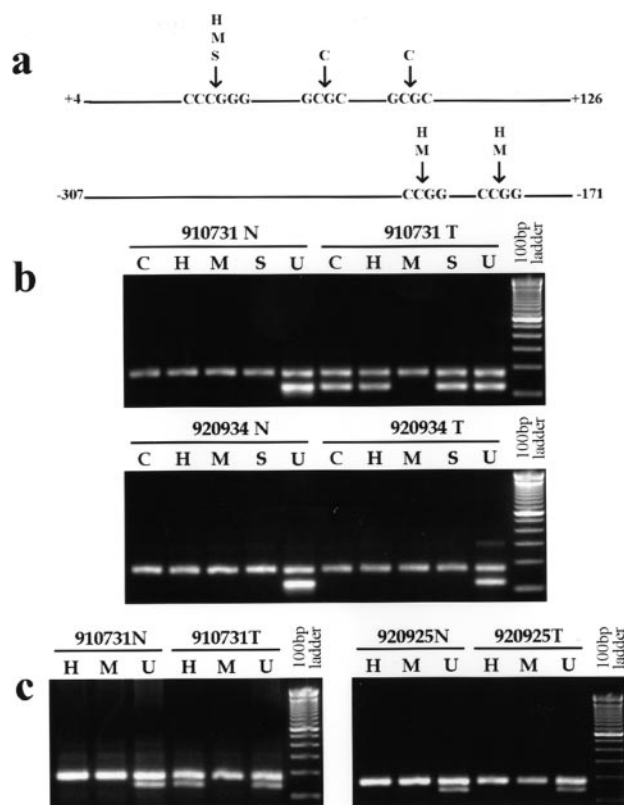 a
H
M
S C C
+4 CCCGGG GCGC GCGC +126
H H
M M
-307 CCGG CCGG -171
b
910731 N 910731 T 100bp ladder
C H M S U C H M S U
920934 N 920934 T 100bp ladder
C H M S U C H M S U
c
910731N 910731T 100bp ladder
H M U H M U
920925N 920925T 100bp ladder
H M U H M U